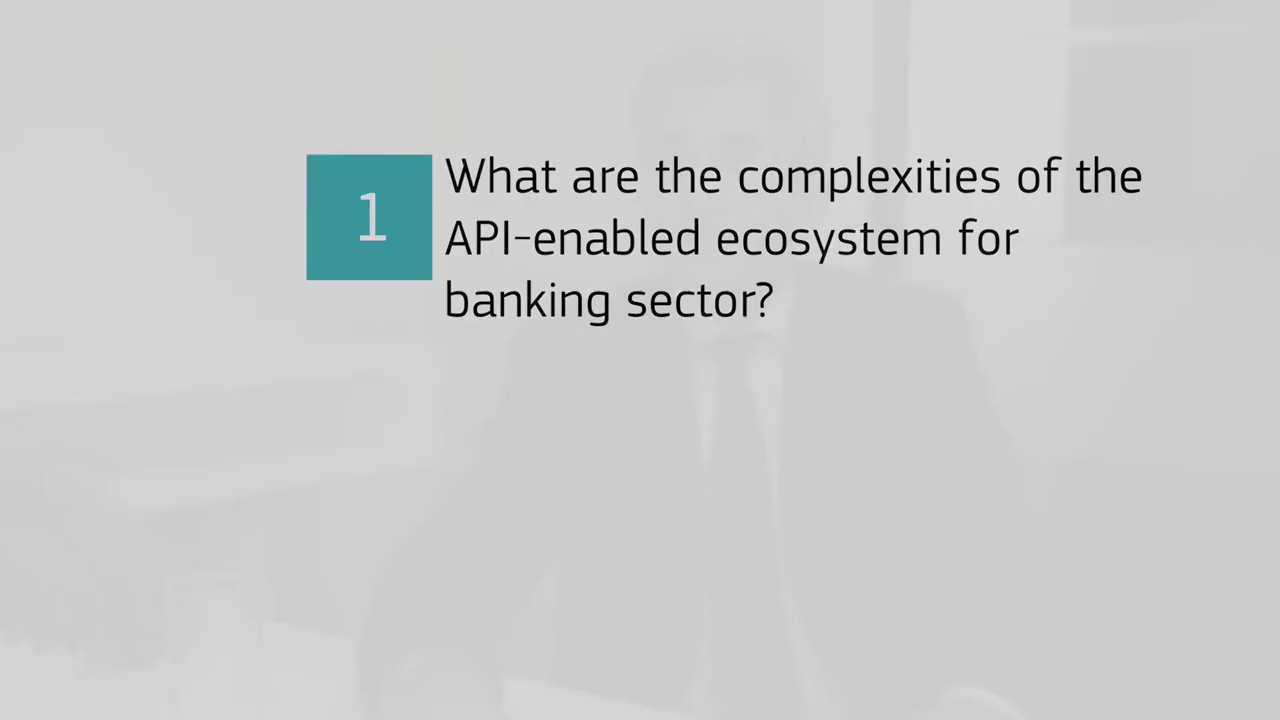 1
What are the complexities of the
API-enabled ecosystem for
banking sector?